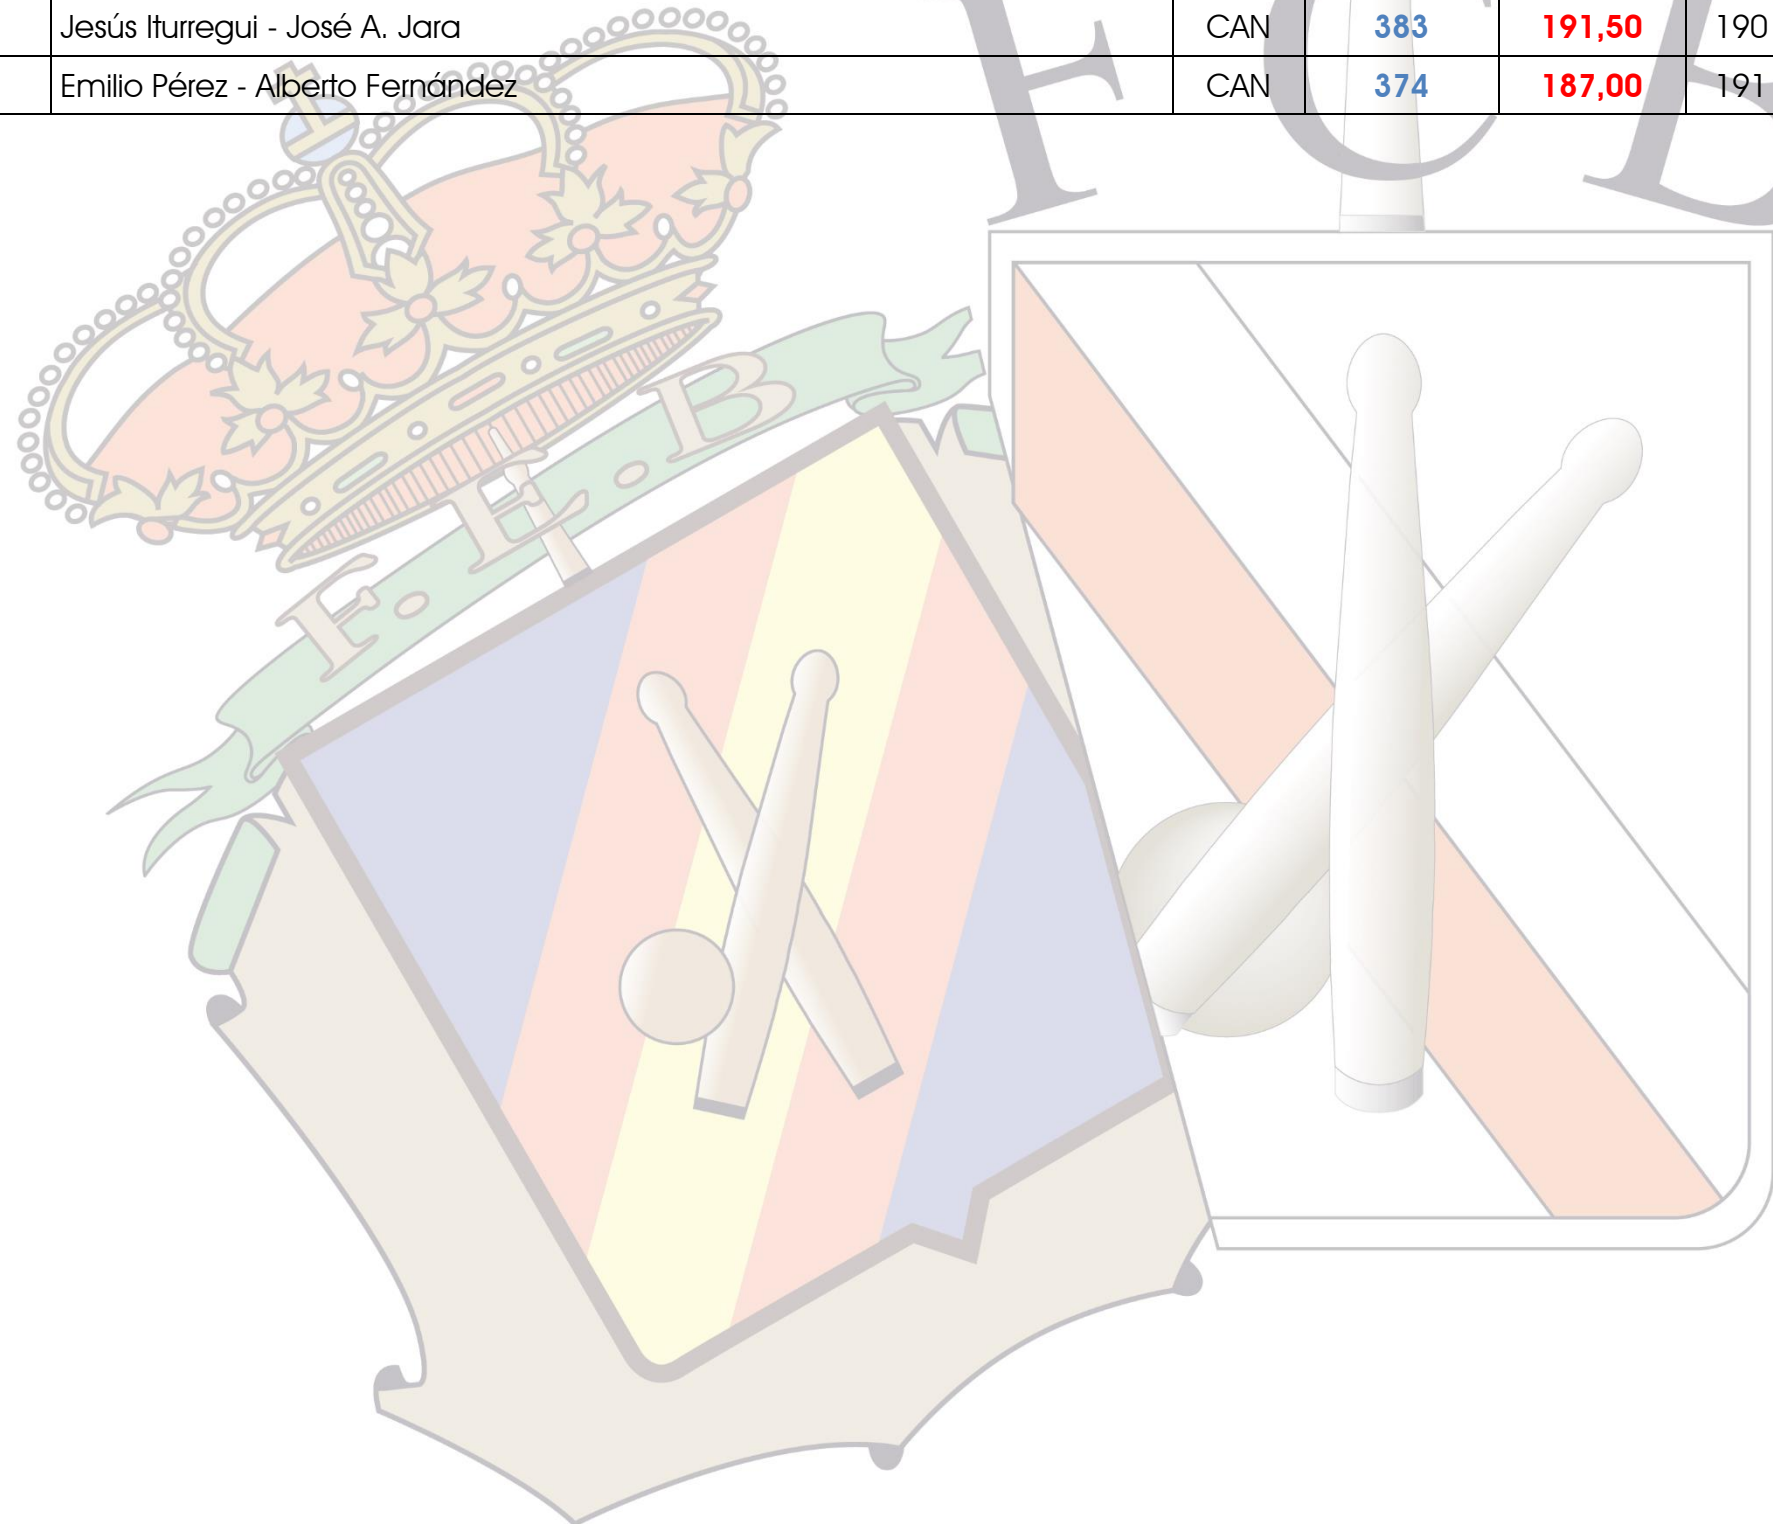 Jesús Iturregui - José A. Jara CAN 383 191,50 190
Emilio Pérez - Alberto Fernández CAN 374 187,00 191
F C B
F.E.B